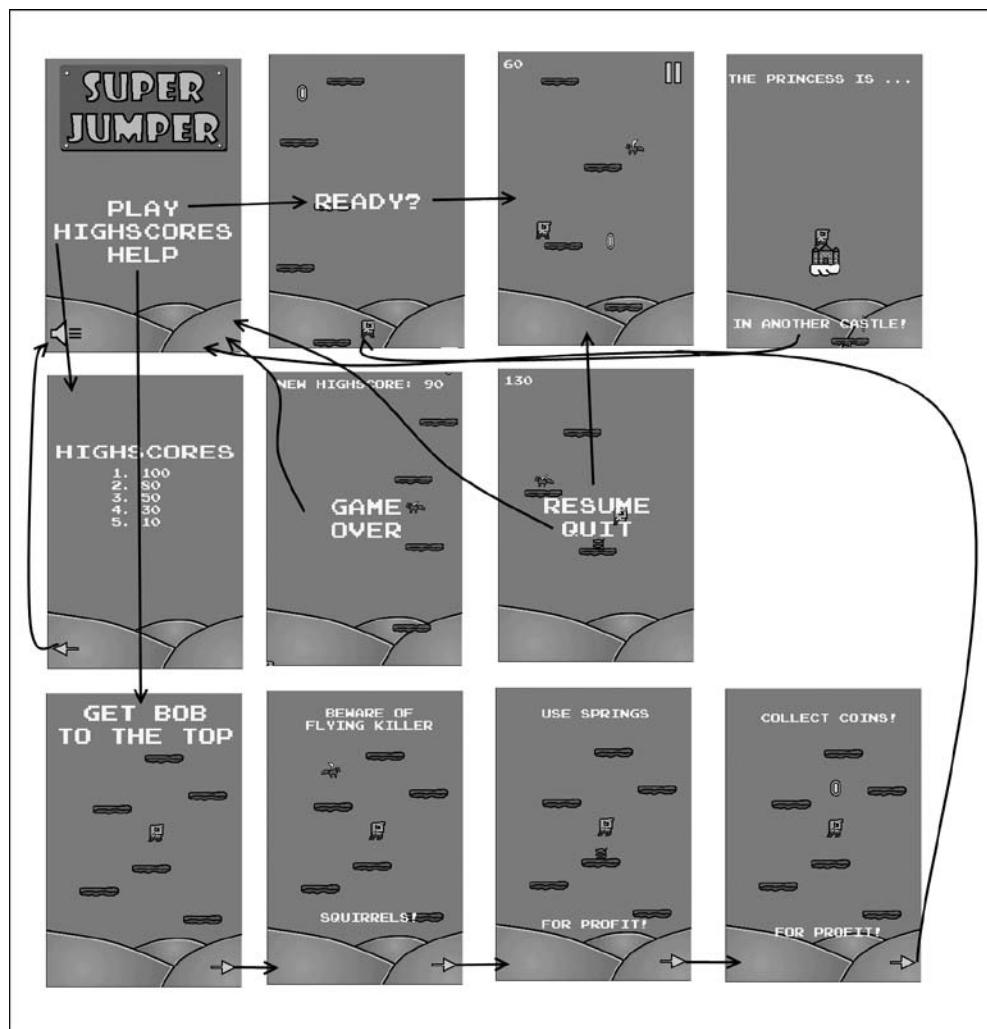 SUPER
JUMPER
PLAY
HIGHSCORES
HELP
READY?
60
THE PRINCESS IS ...
IN ANOTHER CASTLE!
HIGHSCORES
1. 100
2. 80
3. 50
4. 30
5. 10
NEW HIGHSCORE: 90
GAME
OVER
130
RESUME
QUIT
GET BOB
TO THE TOP
BEWARE OF
FLYING KILLER
SQUIRRELS!
USE SPRINGS
FOR PROFIT!
COLLECT COINS!
FOR PROFIT!